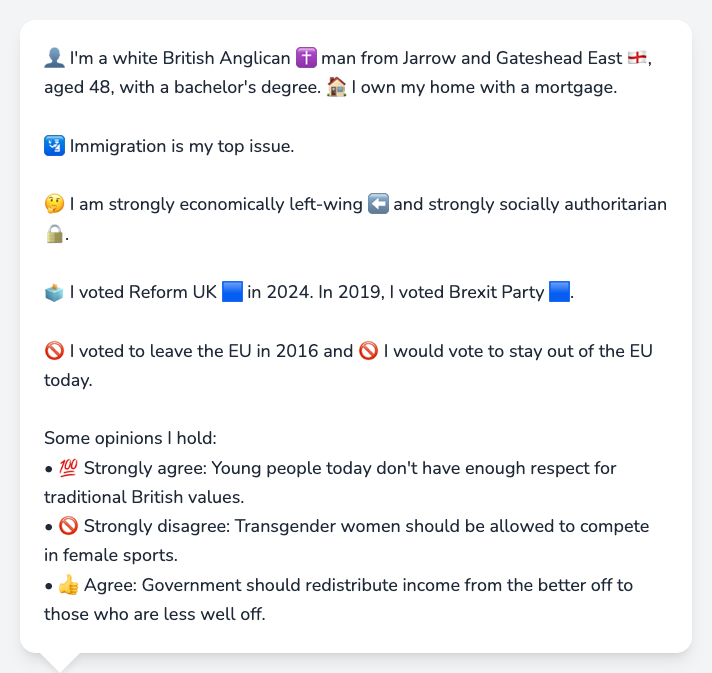 👤 I'm a white British Anglican ✝️ man from Jarrow and Gateshead East 🏴󠁧󠁢󠁥󠁮󠁧󠁿,
aged 48, with a bachelor's degree. 🏠 I own my home with a mortgage.
🛂 Immigration is my top issue.
🤔 I am strongly economically left-wing ⬅️ and strongly socially authoritarian
🔒.
🗳️ I voted Reform UK 🟦 in 2024. In 2019, I voted Brexit Party 🟦.
🚫 I voted to leave the EU in 2016 and 🚫 I would vote to stay out of the EU
today.
Some opinions I hold:
• 💯 Strongly agree: Young people today don't have enough respect for
traditional British values.
• 🚫 Strongly disagree: Transgender women should be allowed to compete
in female sports.
• 👍 Agree: Government should redistribute income from the better off to
those who are less well off.